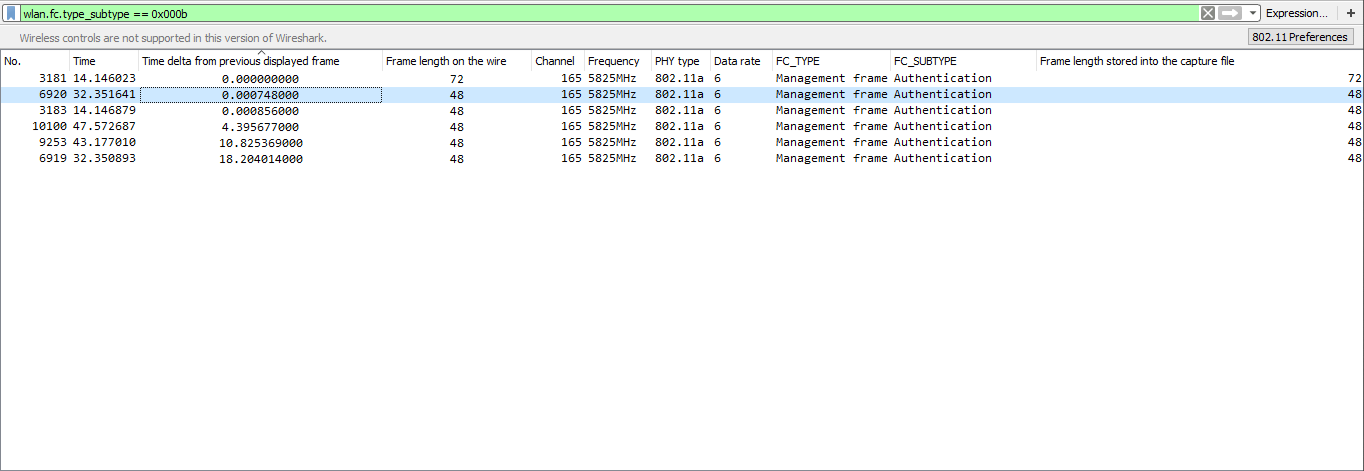 wlan.fc.type_subtype == 0x000b Expression... +
Wireless controls are not supported in this version of Wireshark. 802.11 Preferences
No. Time Time delta from previous displayed frame Frame length on the wire Channel Frequency PHY type Data rate FC_TYPE FC_SUBTYPE Frame length stored into the capture file
3181 14.146023 0.000000000 72 165 5825MHz 802.11a 6 Management frame Authentication 72
6920 32.351641 0.000748000 48 165 5825MHz 802.11a 6 Management frame Authentication 48
3183 14.146879 0.000856000 48 165 5825MHz 802.11a 6 Management frame Authentication 48
10100 47.572687 4.395677000 48 165 5825MHz 802.11a 6 Management frame Authentication 48
9253 43.177010 10.825369000 48 165 5825MHz 802.11a 6 Management frame Authentication 48
6919 32.350893 18.204014000 48 165 5825MHz 802.11a 6 Management frame Authentication 48